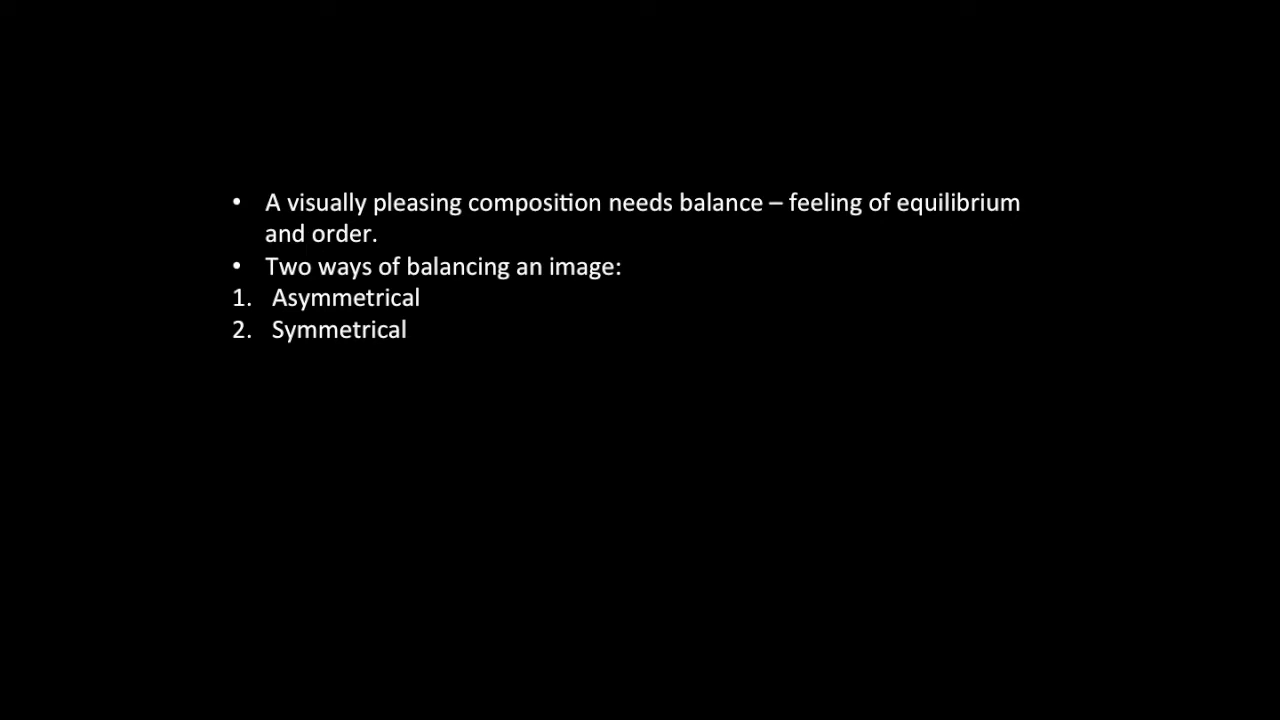 • A visually pleasing composition needs balance – feeling of equilibrium
and order.
• Two ways of balancing an image:
1. Asymmetrical
2. Symmetrical